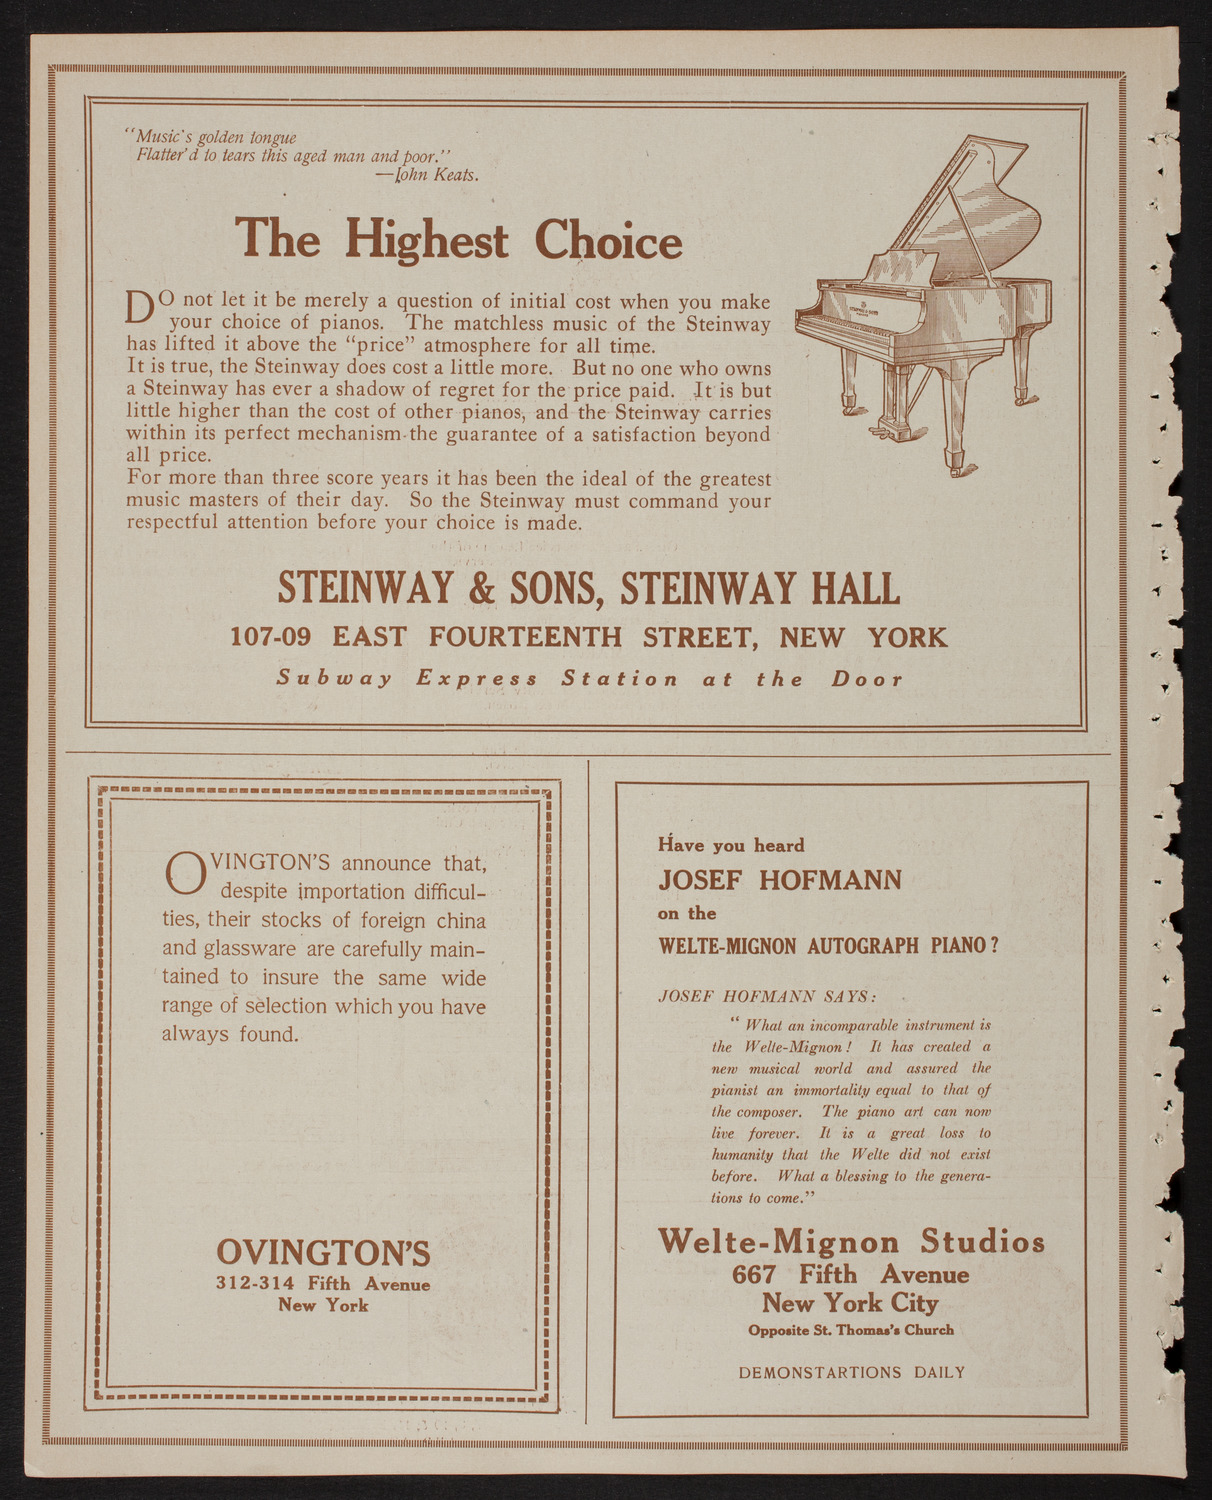 "Music's golden tongue
Flatter'd to tears this aged man and poor."
—John Keats.
The Highest Choice
DO not let it be merely a question of initial cost when you make
your choice of pianos. The matchless music of the Steinway
has lifted it above the "price" atmosphere for all time.
It is true, the Steinway does cost a little more. But no one who owns
a Steinway has ever a shadow of regret for the price paid. It is but
little higher than the cost of other pianos, and the Steinway carries
within its perfect mechanism the guarantee of a satisfaction beyond
all price.
For more than three score years it has been the ideal of the greatest
music masters of their day. So the Steinway must command your
respectful attention before your choice is made.
STEINWAY & SONS, STEINWAY HALL
107-09 EAST FOURTEENTH STREET, NEW YORK
Subway Express Station at the Door
OVINGTON'S announce that,
despite importation difficul-
ties, their stocks of foreign china
and glassware are carefully main-
tained to insure the same wide
range of selection which you have
always found.
OVINGTON'S
312-314 Fifth Avenue
New York
Have you heard
JOSEF HOFMANN
on the
WELTE-MIGNON AUTOGRAPH PIANO?
JOSEF HOFMANN SAYS:
"What an incomparable instrument is
the Welte-Mignon! It has created a
new musical world and assured the
pianist an immortality equal to that of
the composer. The piano art can now
live forever. It is a great loss to
humanity that the Welte did not exist
before. What a blessing to the genera-
tions to come."
Welte-Mignon Studios
667 Fifth Avenue
New York City
Opposite St. Thomas's Church
DEMONSTARTIONS DAILY